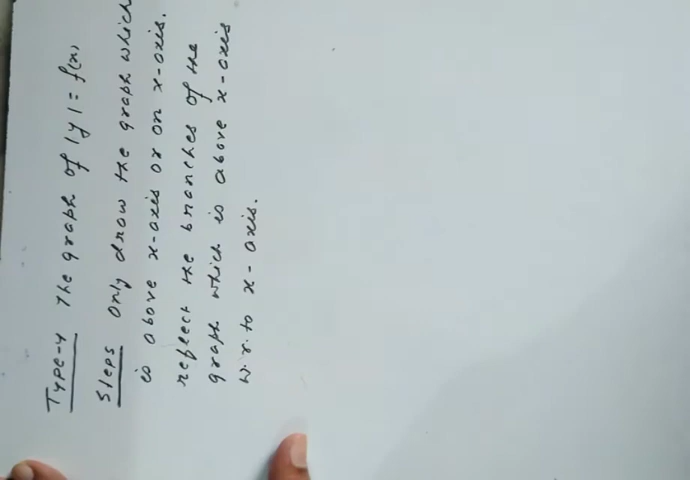 Type-4 The graph of |y| = f(x)
Steps only draw the graph which
is above x-axis or on x-axis.
reflect the branches of the
graph which is above x-axis
w.r.to x-axis.